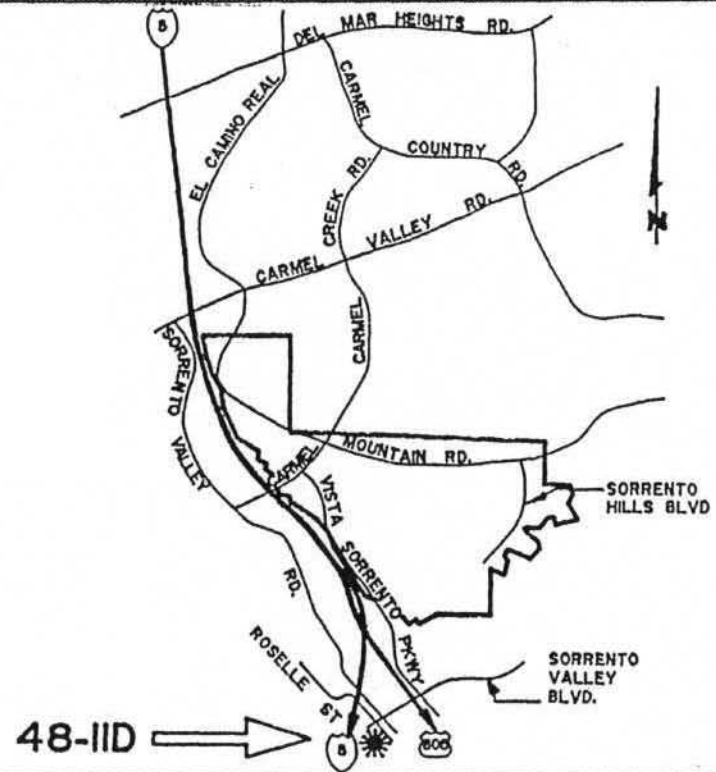 5
DEL MAR HEIGHTS RD.
EL CAMINO REAL
CARMEL
COUNTRY
RD.
CREEK RD.
CARMEL VALLEY RD.
CARMEL
N
SORRENTO
VALLEY
RD.
CARMEL
MOUNTAIN RD.
VISTA
SORRENTO
PKWY
SORRENTO
HILLS BLVD
ROSELLE
ST
SORRENTO
VALLEY
BLVD.
48-11D
5
805